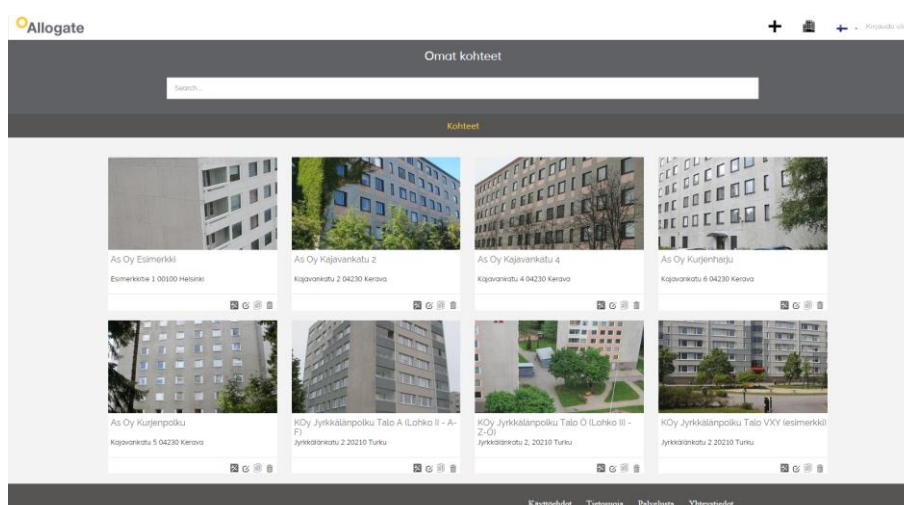 Allogate
Kirjaudu ul
Omat kohteet
Search...
Kohteet
As Oy Esimerkki
Esimerkkitie 1 00100 Helsinki
As Oy Kajavankatu 2
Kajavankatu 2 04230 Kerava
As Oy Kajavankatu 4
Kajavankatu 4 04230 Kerava
As Oy Kurjenharju
Kajavankatu 6 04230 Kerava
As Oy Kurjenpolku
Kajavankatu 5 04230 Kerava
KOy Jyrkkälänpolku Talo A (Lohko II - A-
F)
Jyrkkälänkatu 2 20210 Turku
KOy Jyrkkälänpolku Talo Ö (Lohko III -
Z-Ö)
Jyrkkälänkatu 2, 20210 Turku
KOy Jyrkkälänpolku Talo VXY (esimerkki)
Jyrkkälänkatu 2 20210 Turku
Käyttöehdot Tietosuoja Palvelusta Yhteystiedot